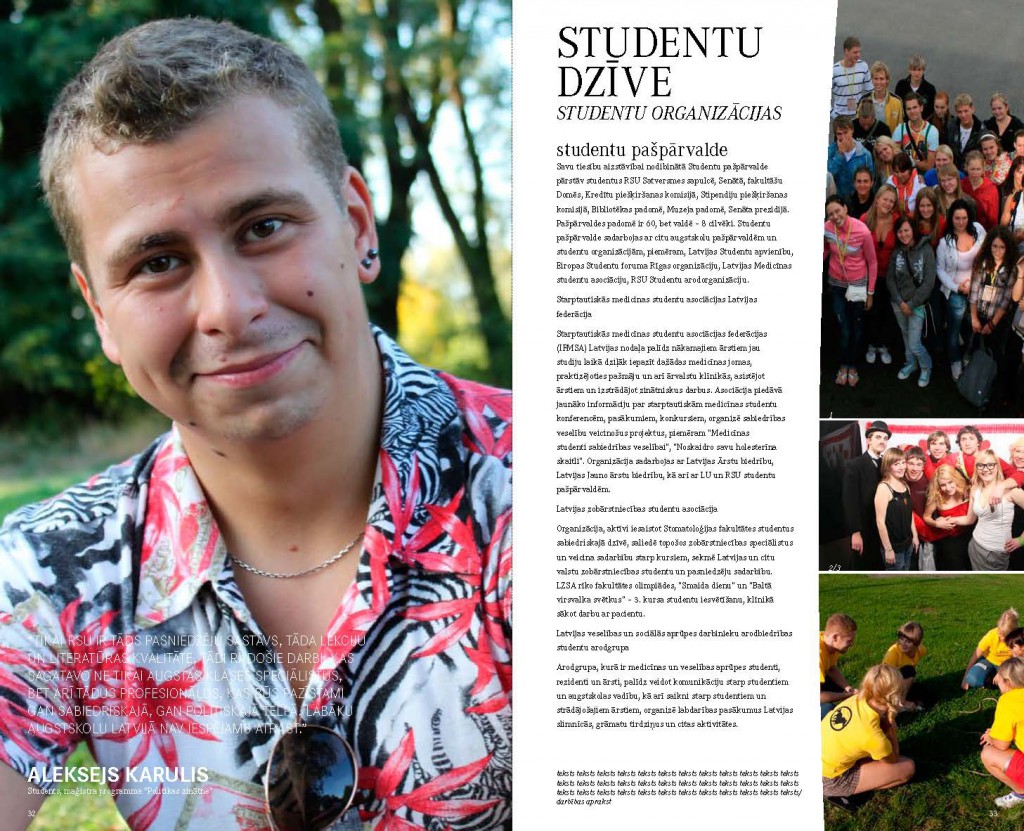 "TIKAI RSU IR TĀDS PASNIEDZĒJU SASTĀVS, TĀDA LEKCIJU
UN LITERATŪRAS KVALITĀTE, TĀDI RADOŠIE DARBI, KAS
SAGATAVO NE TIKAI AUGSTAS KLASES SPECIĀLISTUS,
BET ARĪ TĀDUS PROFESIONĀĻUS, KAS BŪS PAZĪSTAMI
GAN SABIEDRISKAJĀ, GAN POLITISKAJĀ TELPĀ. LABĀKU
AUGSTSKOLU LATVIJĀ NAV IESPĒJAMS ATRAST."
ALEKSEJS KARULIS
Students, maģistra programma "Politikas zinātne"
32
STUDENTU
DZĪVE
STUDENTU ORGANIZĀCIJAS
studentu pašpārvalde
Savu tiesību aizstāvībai nodibinātā Studentu pašpārvalde
pārstāv studentus RSU Satversmes sapulcē, Senātā, fakultāšu
Domēs, Kredītu piešķiršanas komisijā, Stipendiju piešķiršanas
komisijā, Bibliotēkas padomē, Muzeja padomē, Senāta prezidijā.
Pašpārvaldes padomē ir 60, bet valdē – 8 cilvēki. Studentu
pašpārvalde sadarbojas ar citu augstskolu pašpārvaldēm un
studentu organizācijām, piemēram, Latvijas Studentu apvienību,
Eiropas Studentu foruma Rīgas organizāciju, Latvijas Medicīnas
studentu asociāciju, RSU Studentu arodorganizāciju.
Starptautiskās medicīnas studentu asociācijas Latvijas
federācija
Starptautiskās medicīnas studentu asociācijas federācijas
(IFMSA) Latvijas nodaļa palīdz nākamajiem ārstiem jau
studiju laikā dziļāk iepazīt dažādas medicīnas jomas,
praktizējoties pašmāju un arī ārvalstu klīnikās, asistējot
ārstiem un izstrādājot zinātniskus darbus. Asociācija piedāvā
jaunāko informāciju par starptautiskām medicīnas studentu
konferencēm, pasākumiem, konkursiem, organizē sabiedrības
veselību veicinošus projektus, piemēram "Medicīnas
studenti sabiedrības veselībai", "Noskaidro savu holesterīna
skaitli". Organizācija sadarbojas ar Latvijas Ārstu biedrību,
Latvijas Jauno ārstu biedrību, kā arī ar LU un RSU studentu
pašpārvaldēm.
Latvijas zobārstniecības studentu asociācija
Organizācija, aktīvi iesaistot Stomatoloģijas fakultātes studentus
sabiedriskajā dzīvē, saliedē topošos zobārstniecības speciālistus
un veicina sadarbību starp kursiem, sekmē Latvijas un citu
valstu zobārstniecības studentu un pasniedzēju sadarbību.
LZSA rīko fakultātes olimpiādes, "Smaida dienu" un "Baltā
virsvalka svētkus" – 3. kursa studentu iesvētīšanu, klīnikā
sākot darbu ar pacientu.
Latvijas veselības un sociālās aprūpes darbinieku arodbiedrības
studentu arodgrupa
Arodgrupa, kurā ir medicīnas un veselības aprūpes studenti,
rezidenti un ārsti, palīdz veidot komunikāciju starp studentiem
un augstskolas vadību, kā arī saikni starp studentiem un
strādājošajiem ārstiem, organizē labdarības pasākumus Latvijas
slimnīcās, grāmatu tirdziņus un citas aktivitātes.
teksts teksts teksts teksts teksts teksts teksts teksts teksts teksts teksts teksts
teksts teksts teksts teksts teksts teksts teksts teksts teksts teksts teksts teksts
teksts teksts teksts teksts teksts teksts teksts teksts teksts teksts teksts teksts/
darbības apraksts
1
2/3
33